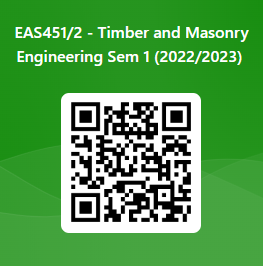 EAS451/2 - Timber and Masonry
Engineering Sem 1 (2022/2023)